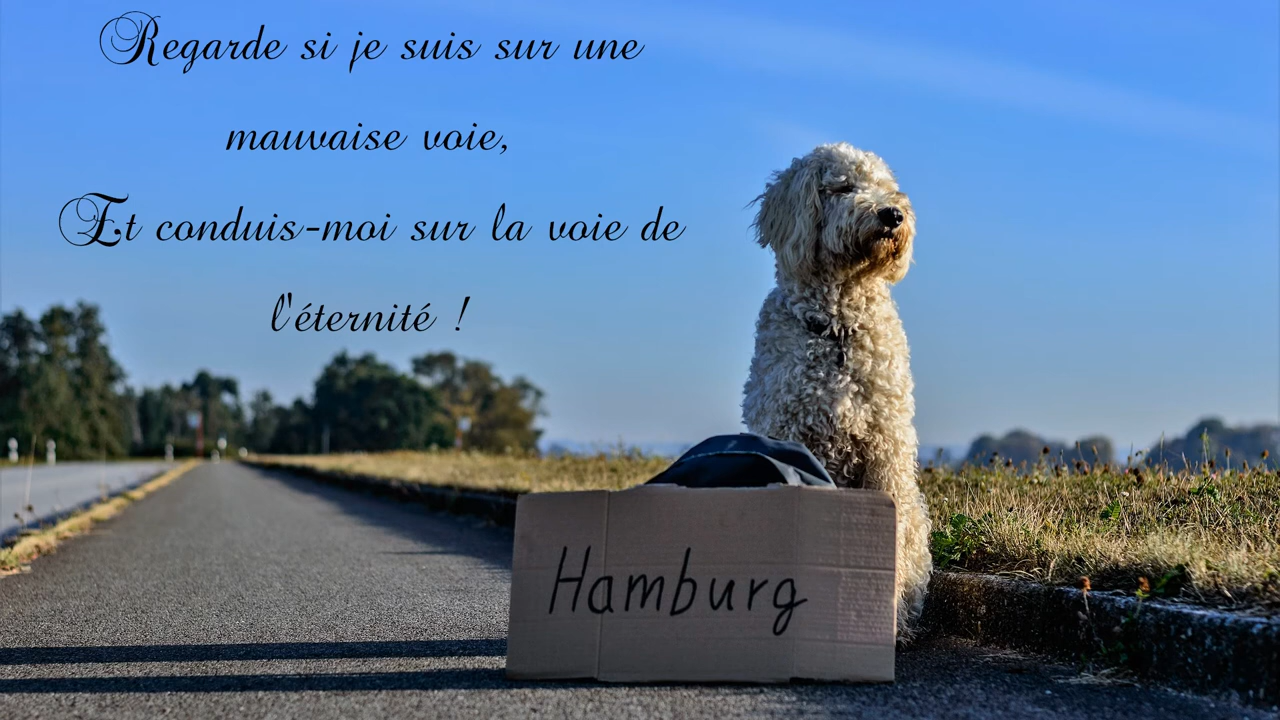 Regarde si je suis sur une
mauvaise voie,
Et conduis-moi sur la voie de
l'éternité !
Hamburg